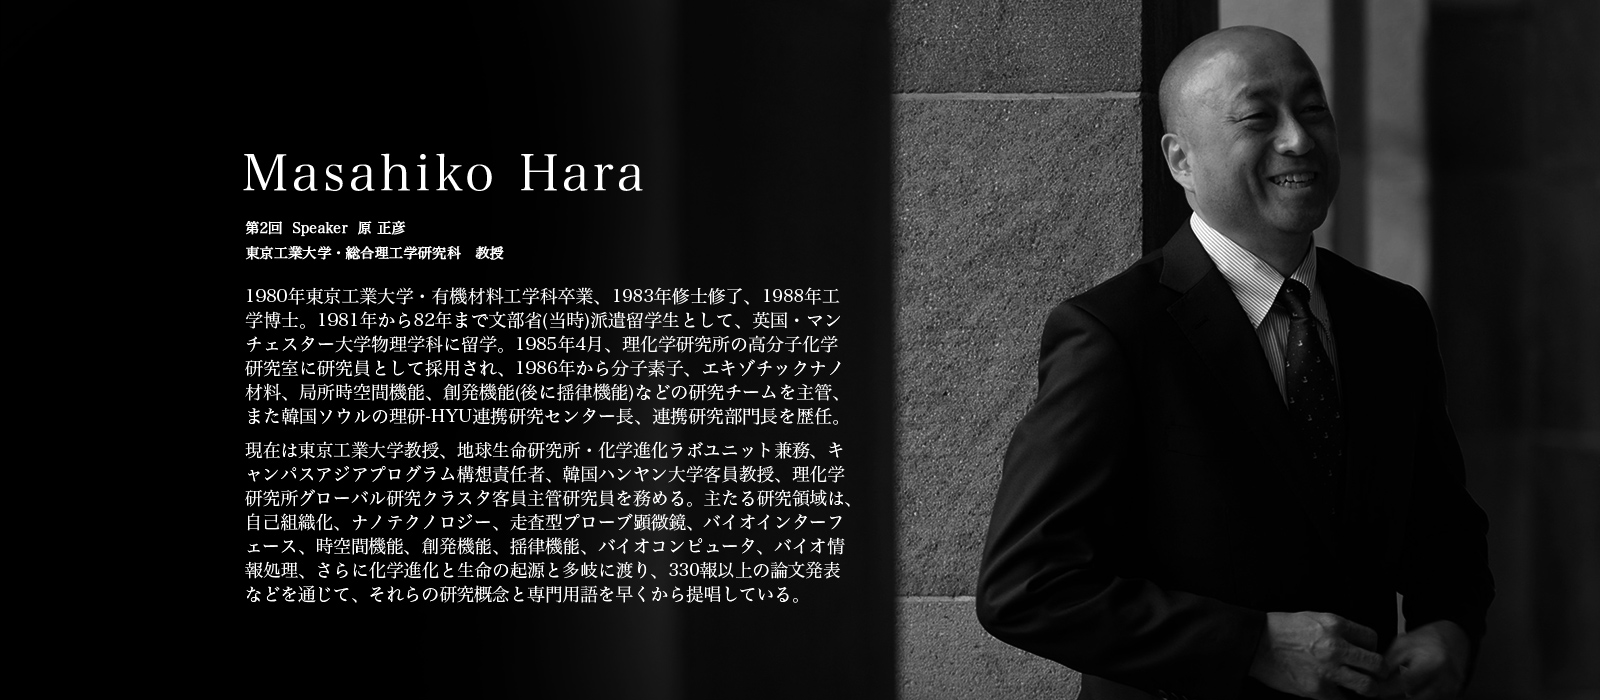 Masahiko Hara
第2回 Speaker 原 正彦
東京工業大学・総合理工学研究科　教授
1980年東京工業大学・有機材料工学科卒業、1983年修士修了、1988年工
学博士。1981年から82年まで文部省(当時)派遣留学生として、英国・マン
チェスター大学物理学科に留学。1985年4月、理化学研究所の高分子化学
研究室に研究員として採用され、1986年から分子素子、エキゾチックナノ
材料、局所時空間機能、創発機能(後に揺律機能)などの研究チームを主管、
また韓国ソウルの理研-HYU連携研究センター長、連携研究部門長を歴任。
現在は東京工業大学教授、地球生命研究所・化学進化ラボユニット兼務、キ
ャンパスアジアプログラム構想責任者、韓国ハンヤン大学客員教授、理化学
研究所グローバル研究クラスタ客員主管研究員を務める。主たる研究領域は、
自己組織化、ナノテクノロジー、走査型プローブ顕微鏡、バイオインターフ
ェース、時空間機能、創発機能、揺律機能、バイオコンピュータ、バイオ情
報処理、さらに化学進化と生命の起源と多岐に渡り、330報以上の論文発表
などを通じて、それらの研究概念と専門用語を早くから提唱している。